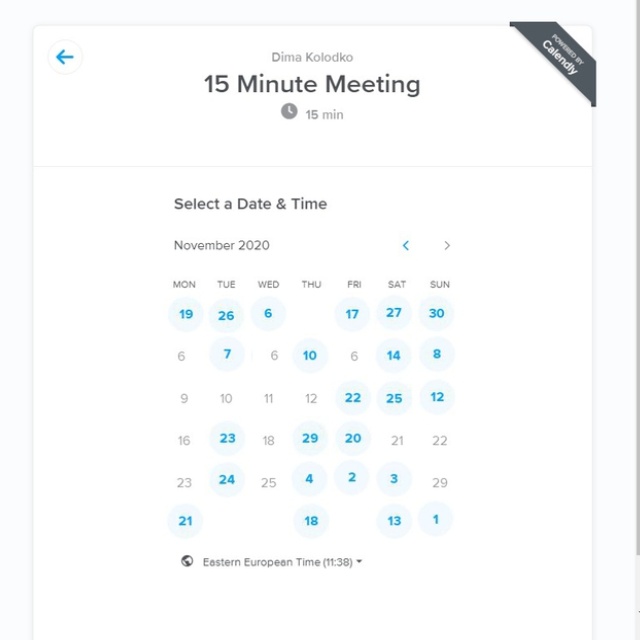 POWERED BY
Calendly
Dima Kolodko
15 Minute Meeting
15 min
Select a Date & Time
November 2020
MON TUE WED THU FRI SAT SUN
19 26 6 17 27 30
6 7 6 10 6 14 8
9 10 11 12 22 25 12
16 23 18 29 20 21 22
23 24 25 4 2 3 29
21 18 13 1
Eastern European Time (11:38)